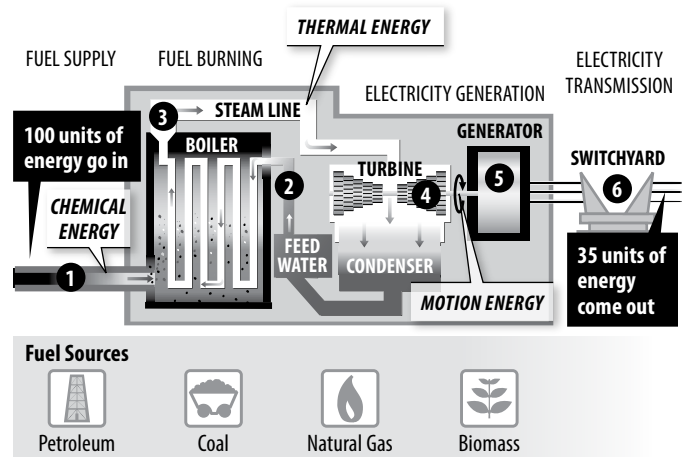 THERMAL ENERGY
FUEL SUPPLY
FUEL BURNING
ELECTRICITY
TRANSMISSION
ELECTRICITY GENERATION
3
STEAM LINE
100 units of
energy go in
BOILER
GENERATOR
TURBINE
SWITCHYARD
2
4
5
6
CHEMICAL
ENERGY
FEED
WATER
CONDENSER
1
MOTION ENERGY
35 units of
energy
come out
Fuel Sources
Petroleum
Coal
Natural Gas
Biomass